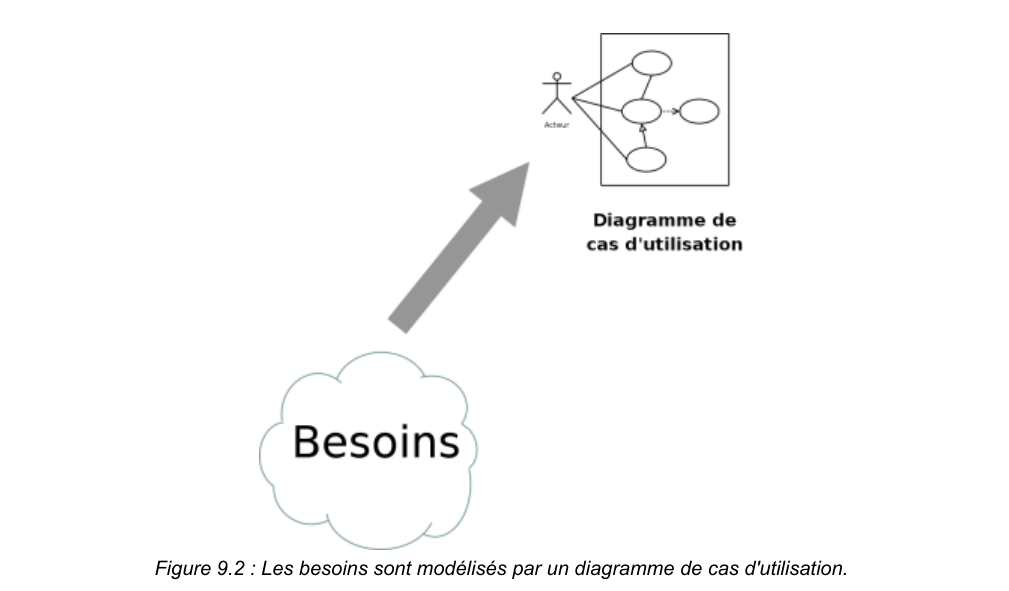 Acteur
Diagramme de
cas d'utilisation
Besoins
Figure 9.2 : Les besoins sont modélisés par un diagramme de cas d'utilisation.